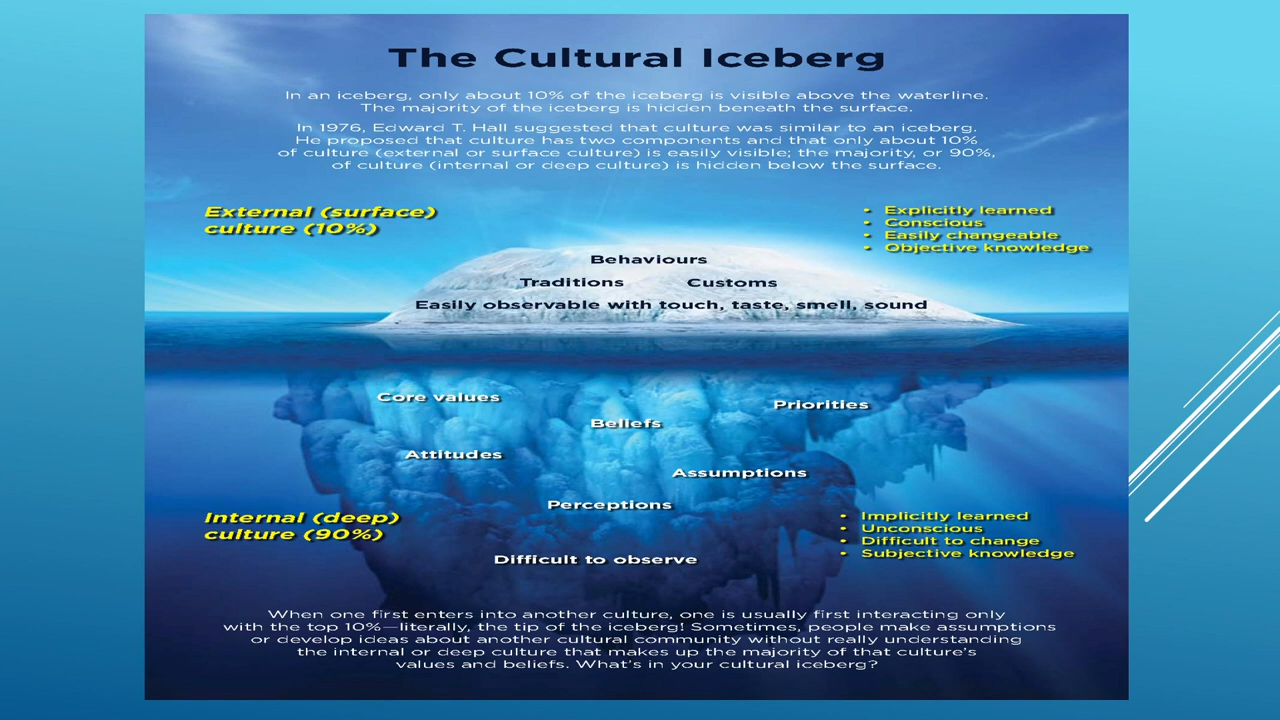 The Cultural Iceberg
In an iceberg, only about 10% of the iceberg is visible above the waterline.
The majority of the iceberg is hidden beneath the surface.
In 1976, Edward T. Hall suggested that culture was similar to an iceberg.
He proposed that culture has two components and that only about 10%
of culture (external or surface culture) is easily visible; the majority, or 90%,
of culture (internal or deep culture) is hidden below the surface.
External (surface)
culture (10%)
• Explicitly learned
• Conscious
• Easily changeable
• Objective knowledge
Behaviours
Traditions Customs
Easily observable with touch, taste, smell, sound
Core values
Priorities
Beliefs
Attitudes
Assumptions
Perceptions
Internal (deep)
culture (90%)
• Implicitly learned
• Unconscious
• Difficult to change
• Subjective knowledge
Difficult to observe
When one first enters into another culture, one is usually first interacting only
with the top 10%—literally, the tip of the iceberg! Sometimes, people make assumptions
or develop ideas about another cultural community without really understanding
the internal or deep culture that makes up the majority of that culture's
values and beliefs. What's in your cultural iceberg?